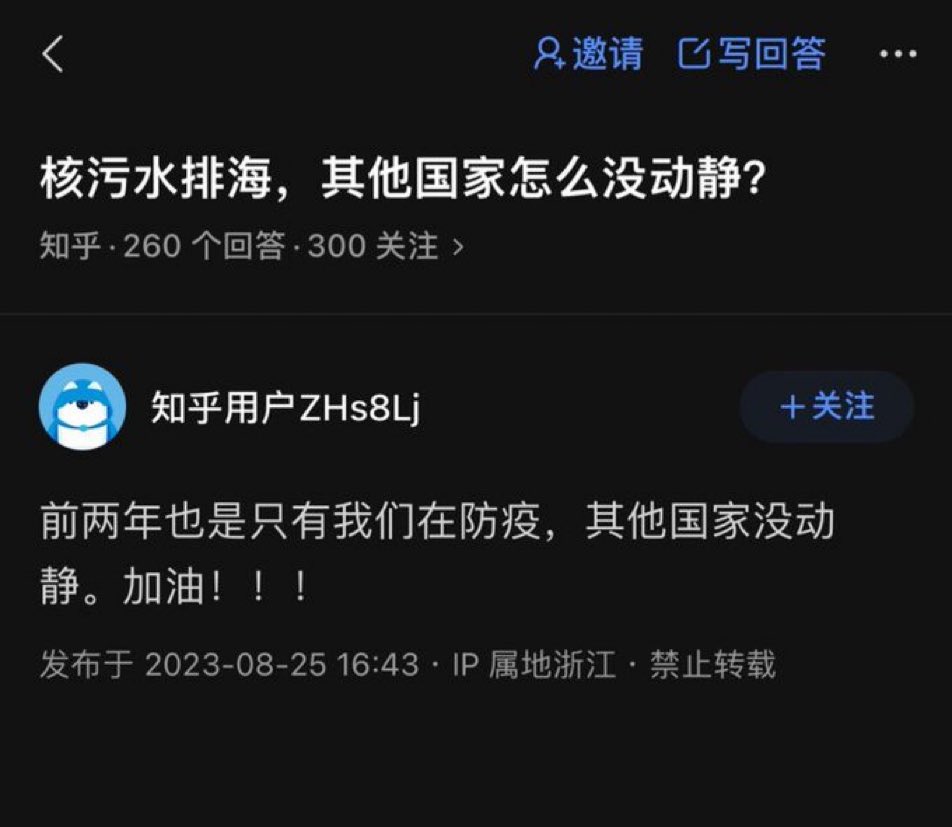 邀请 写回答
核污水排海，其他国家怎么没动静？
知乎 · 260 个回答 · 300 关注 >
知乎用户ZHs8Lj
+关注
前两年也是只有我们在防疫，其他国家没动
静。加油！！！
发布于 2023-08-25 16:43 · IP 属地浙江 · 禁止转载